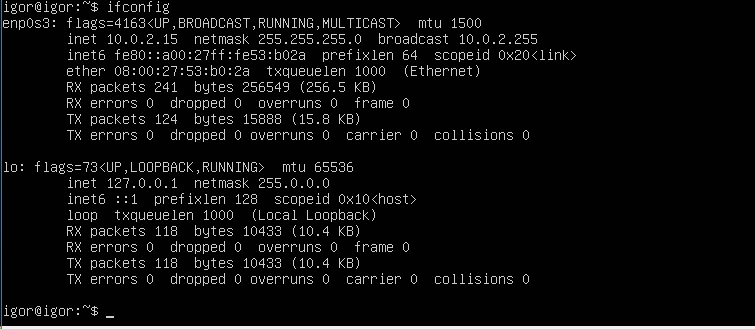 igor@igor:~$ ifconfig
enp0s3: flags=4163<UP,BROADCAST,RUNNING,MULTICAST>  mtu 1500
        inet 10.0.2.15  netmask 255.255.255.0  broadcast 10.0.2.255
        inet6 fe80::a00:27ff:fe53:b02a  prefixlen 64  scopeid 0x20<link>
        ether 08:00:27:53:b0:2a  txqueuelen 1000  (Ethernet)
        RX packets 241  bytes 256549 (256.5 KB)
        RX errors 0  dropped 0  overruns 0  frame 0
        TX packets 124  bytes 15888 (15.8 KB)
        TX errors 0  dropped 0 overruns 0  carrier 0  collisions 0

lo: flags=73<UP,LOOPBACK,RUNNING>  mtu 65536
        inet 127.0.0.1  netmask 255.0.0.0
        inet6 ::1  prefixlen 128  scopeid 0x10<host>
        loop  txqueuelen 1000  (Local Loopback)
        RX packets 118  bytes 10433 (10.4 KB)
        RX errors 0  dropped 0  overruns 0  frame 0
        TX packets 118  bytes 10433 (10.4 KB)
        TX errors 0  dropped 0 overruns 0  carrier 0  collisions 0

igor@igor:~$ _